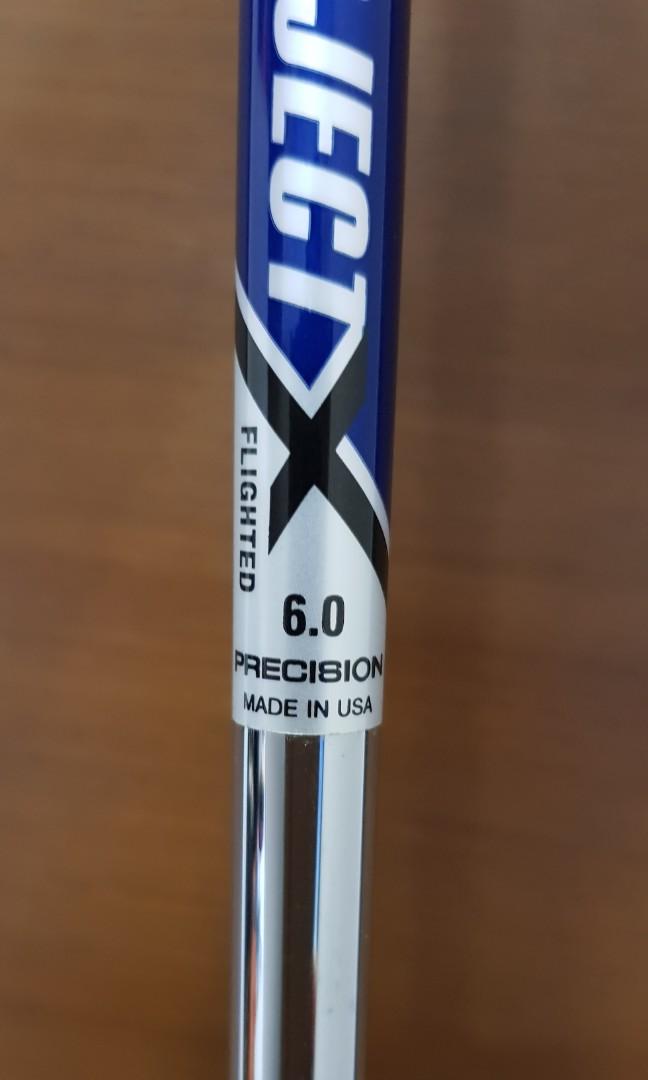 JECT
X
FLIGHTED
6.0
PRECISION
MADE IN USA